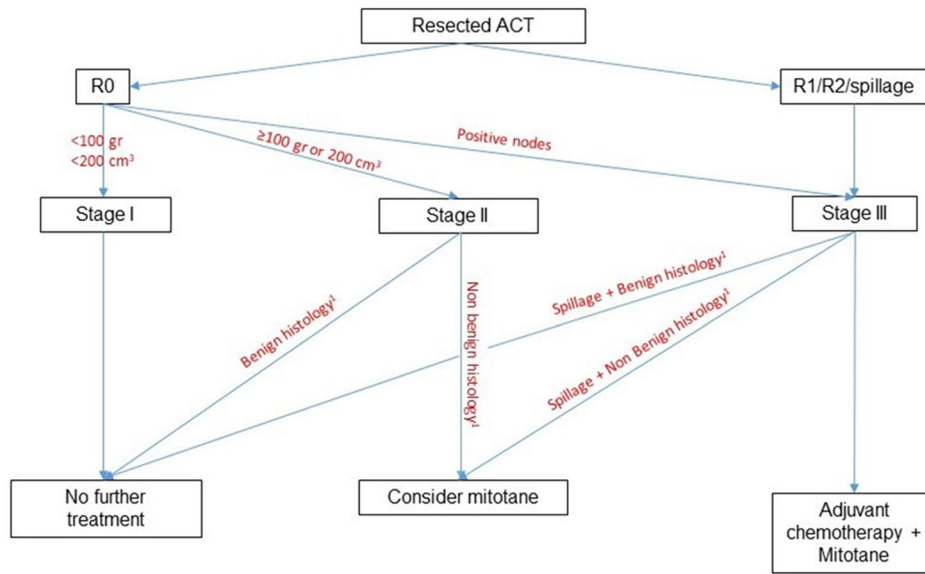 Resected ACT
R0
R1/R2/spillage
<100 gr
<200 cm³
≥100 gr or 200 cm³
Positive nodes
Stage I
Stage II
Stage III
Benign histology¹
Non benign histology¹
Spillage + Benign histology¹
Spillage + Non Benign histology¹
No further
treatment
Consider mitotane
Adjuvant
chemotherapy +
Mitotane